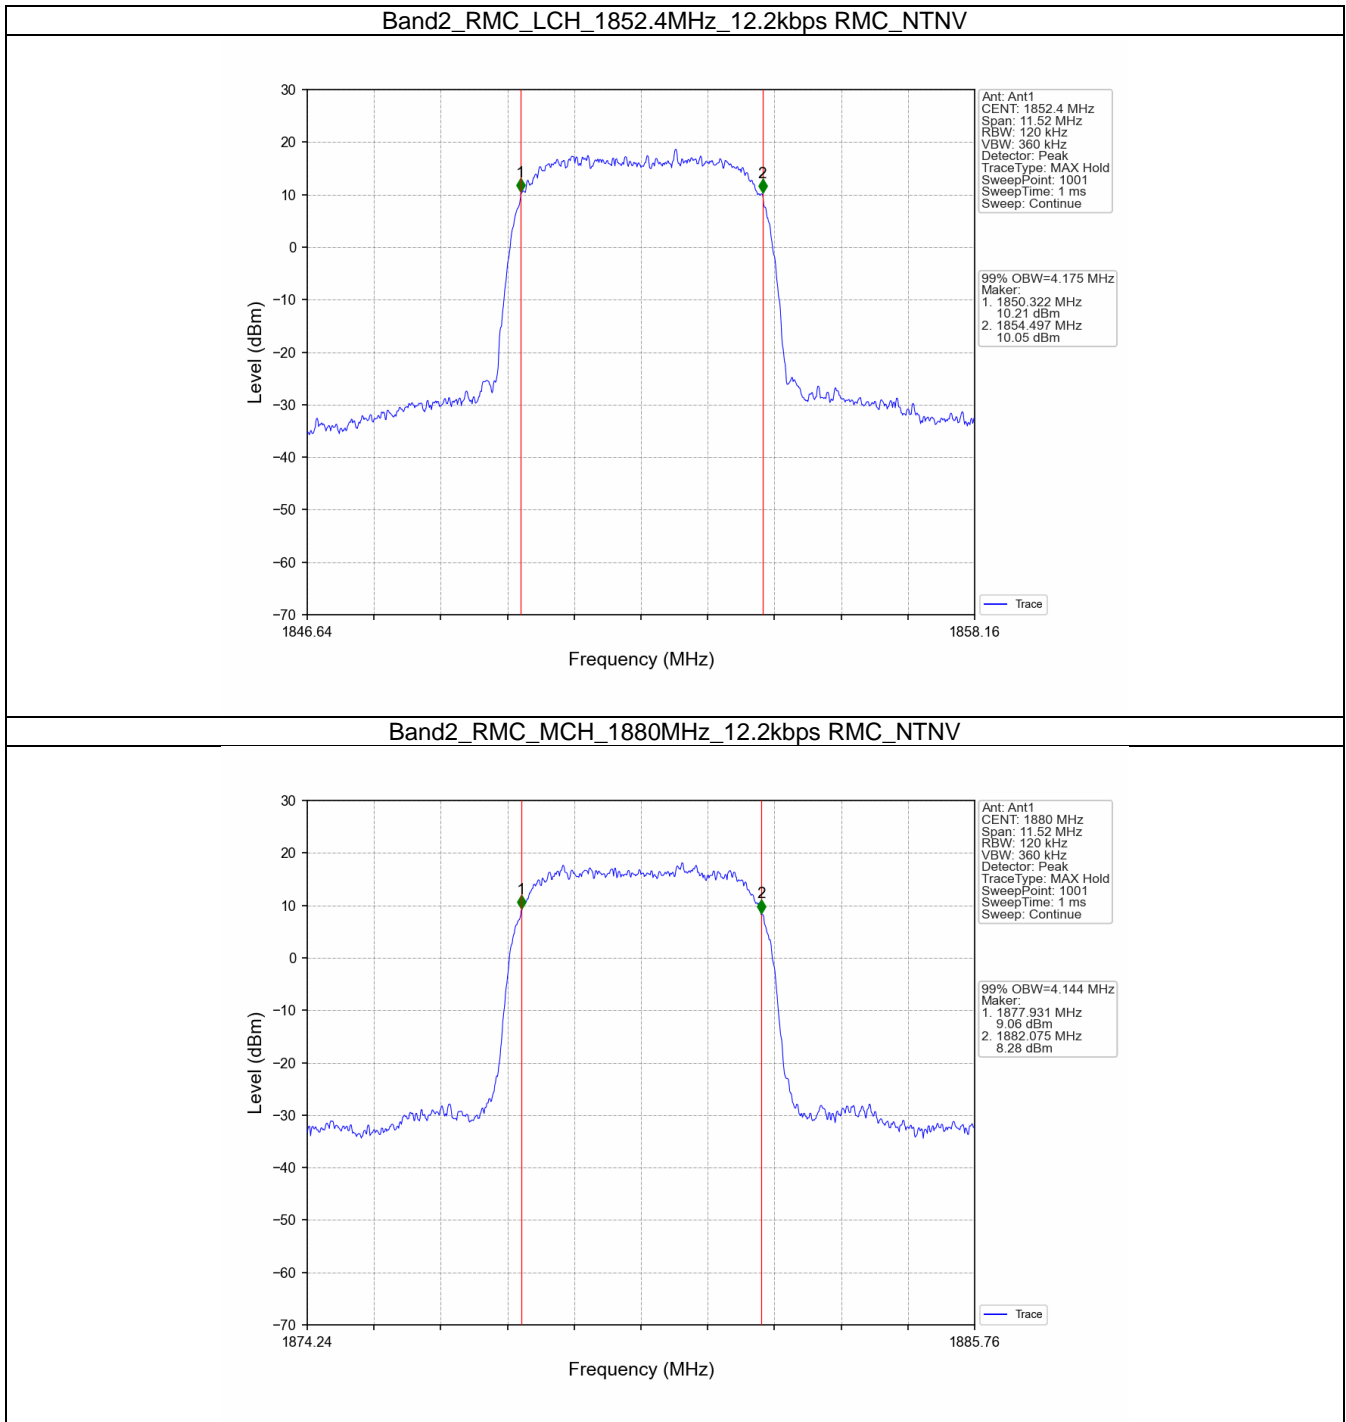 Band2_RMC_LCH_1852.4MHz_12.2kbps RMC_NTNV
30
20
10
0
−10
−20
−30
−40
−50
−60
−70
Level (dBm)
1
2
1846.64
1858.16
Frequency (MHz)
Ant: Ant1
CENT: 1852.4 MHz
Span: 11.52 MHz
RBW: 120 kHz
VBW: 360 kHz
Detector: Peak
TraceType: MAX Hold
SweepPoint: 1001
SweepTime: 1 ms
Sweep: Continue
99% OBW=4.175 MHz
Maker:
1. 1850.322 MHz
10.21 dBm
2. 1854.497 MHz
10.05 dBm
Trace
Band2_RMC_MCH_1880MHz_12.2kbps RMC_NTNV
30
20
10
0
−10
−20
−30
−40
−50
−60
−70
Level (dBm)
1
2
1874.24
1885.76
Frequency (MHz)
Ant: Ant1
CENT: 1880 MHz
Span: 11.52 MHz
RBW: 120 kHz
VBW: 360 kHz
Detector: Peak
TraceType: MAX Hold
SweepPoint: 1001
SweepTime: 1 ms
Sweep: Continue
99% OBW=4.144 MHz
Maker:
1. 1877.931 MHz
9.06 dBm
2. 1882.075 MHz
8.28 dBm
Trace